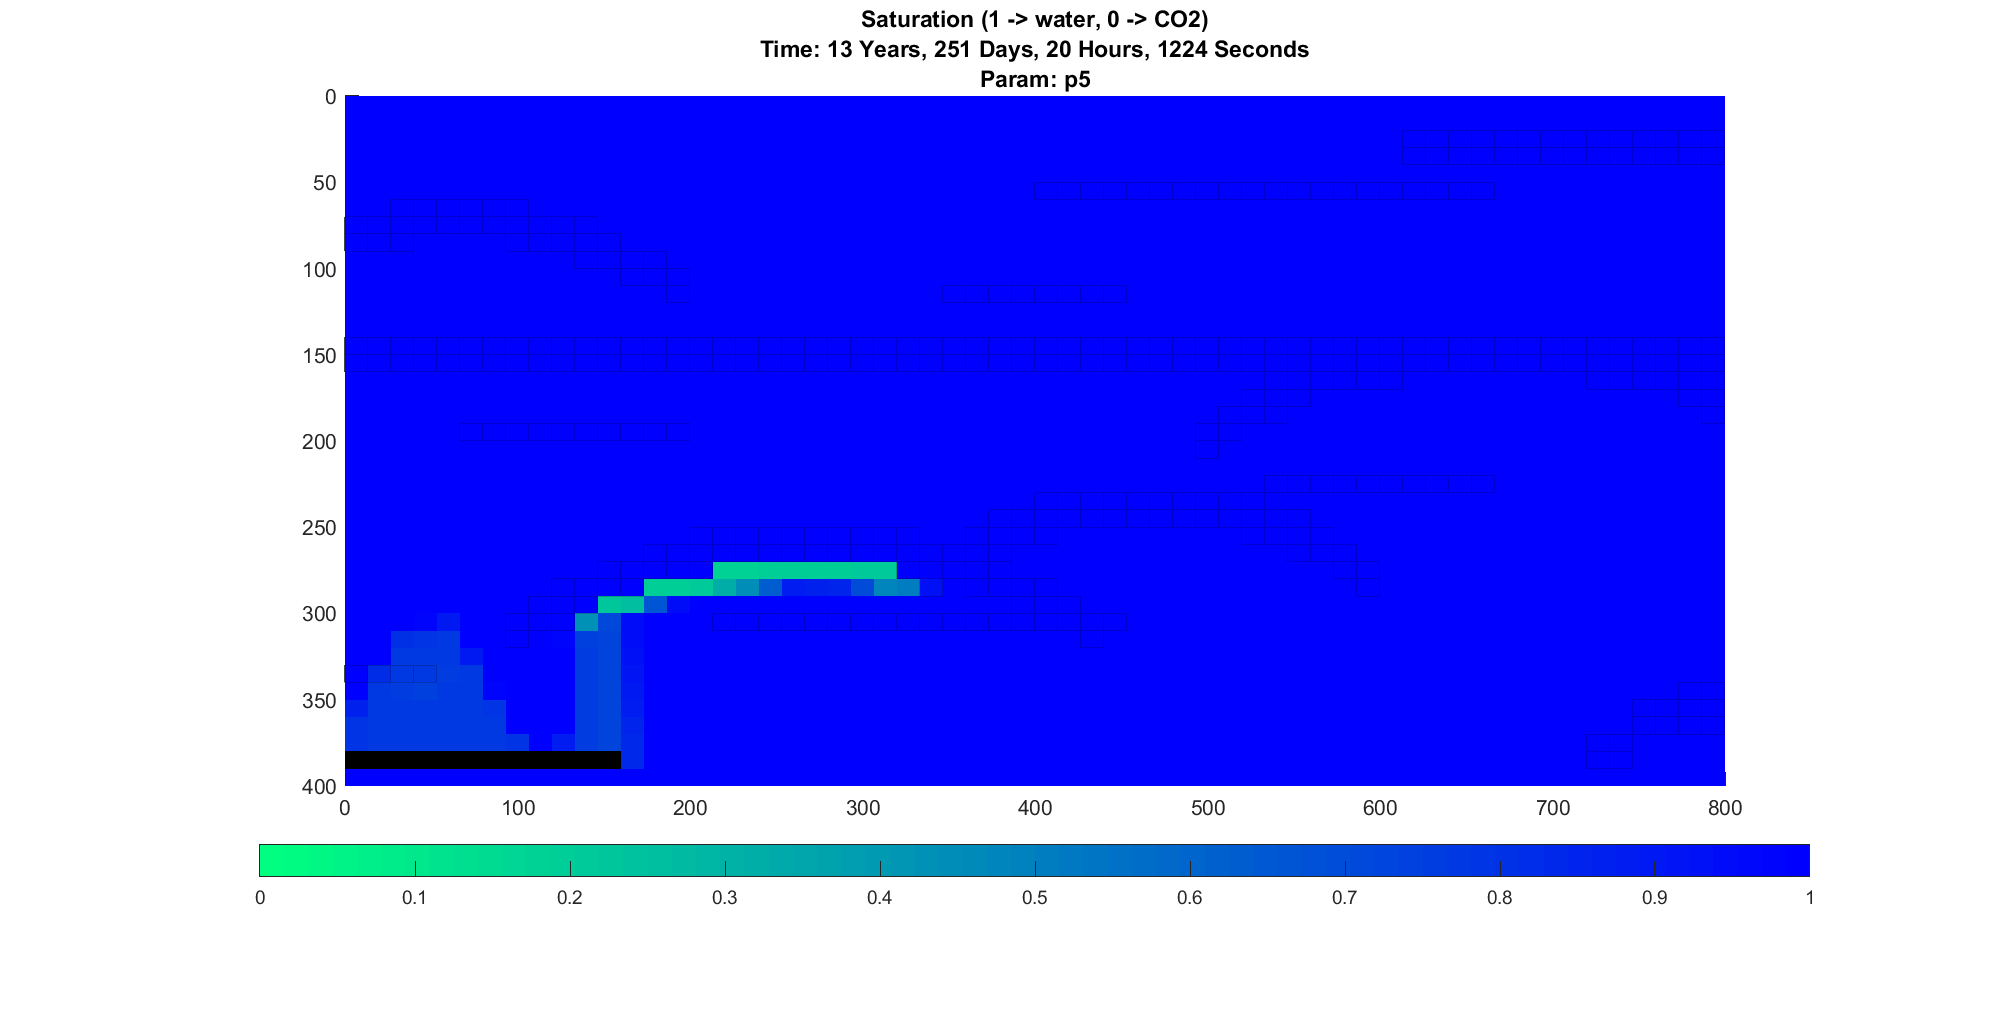 Saturation (1 -> water, 0 -> CO2)
Time: 13 Years, 251 Days, 20 Hours, 1224 Seconds
Param: p5
0
50
100
150
200
250
300
350
400
0 100 200 300 400 500 600 700 800
0 0.1 0.2 0.3 0.4 0.5 0.6 0.7 0.8 0.9 1